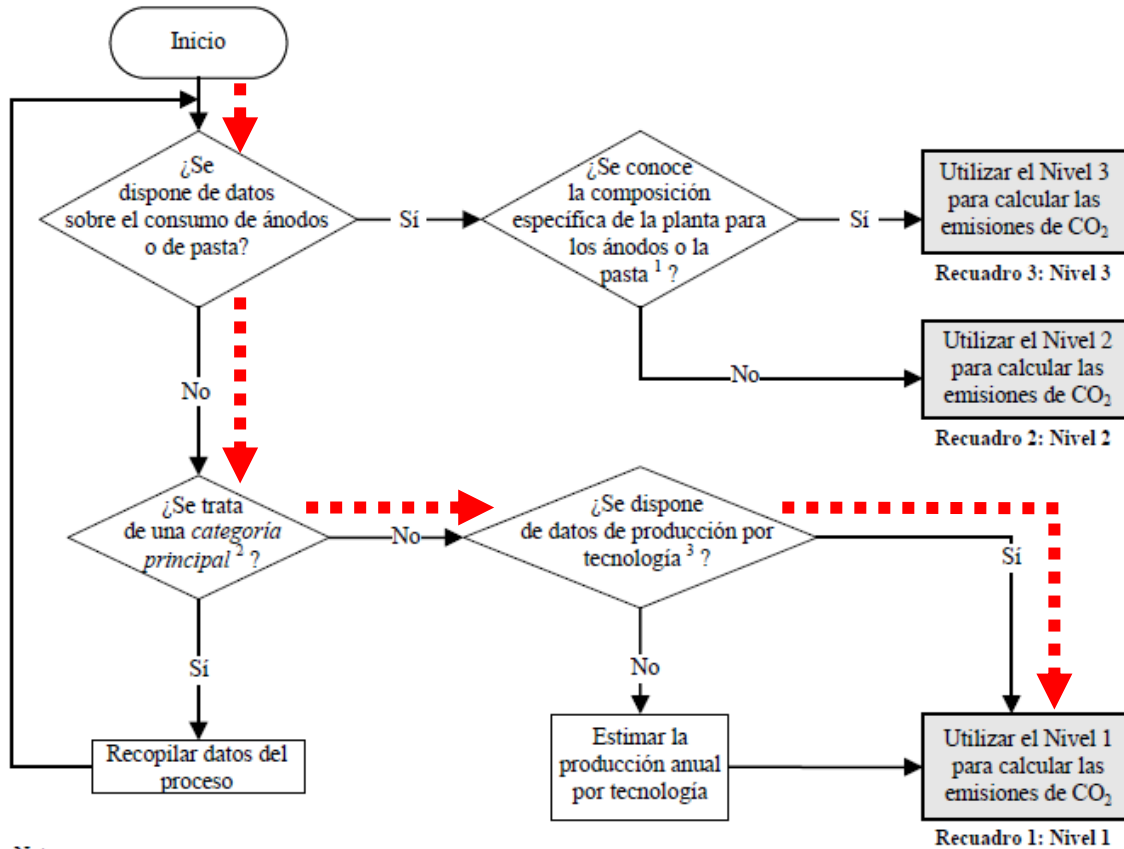 Inicio
¿Se
dispone de datos
sobre el consumo de ánodos
o de pasta?
Sí
¿Se conoce
la composición
específica de la planta para
los ánodos o la
pasta ¹ ?
Sí
Utilizar el Nivel 3
para calcular las
emisiones de CO₂
Recuadro 3: Nivel 3
No
Utilizar el Nivel 2
para calcular las
emisiones de CO₂
Recuadro 2: Nivel 2
No
¿Se trata
de una categoría
principal ² ?
No
¿Se dispone
de datos de producción por
tecnología ³ ?
Sí
Sí
No
Recopilar datos del
proceso
Estimar la
producción anual
por tecnología
Utilizar el Nivel 1
para calcular las
emisiones de CO₂
Recuadro 1: Nivel 1